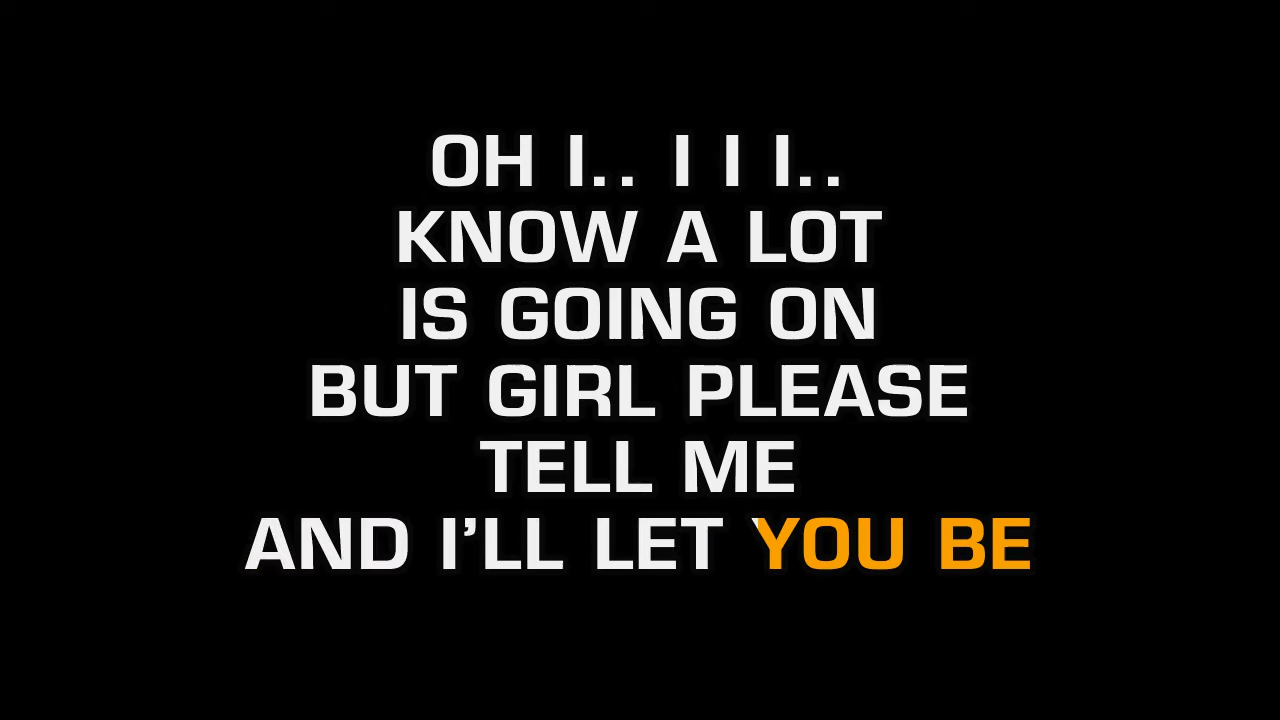 OH I.. I I I..
KNOW A LOT
IS GOING ON
BUT GIRL PLEASE
TELL ME
AND I’LL LET YOU BE